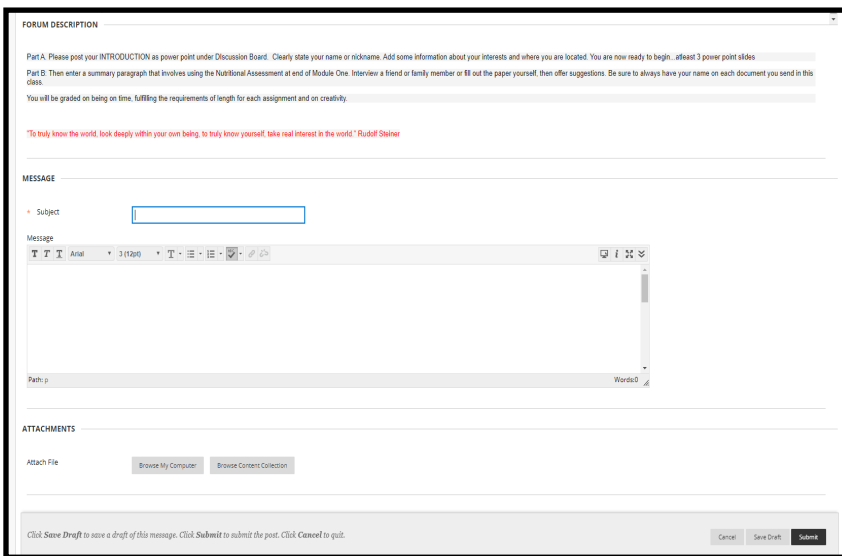 FORUM DESCRIPTION
Part A. Please post your INTRODUCTION as power point under DIscussion Board. Clearly state your name or nickname. Add some information about your interests and where you are located. You are now ready to begin...atleast 3 power point slides
Part B. Then enter a summary paragraph that involves using the Nutritional Assessment at end of Module One. Interview a friend or family member or fill out the paper yourself, then offer suggestions. Be sure to always have your name on each document you send in this
class.
You will be graded on being on time, fulfilling the requirements of length for each assignment and on creativity.
"To truly know the world, look deeply within your own being, to truly know yourself, take real interest in the world." Rudolf Steiner
MESSAGE
* Subject
Message
T T T Arial 3 (12pt) T
Path: p Words:0
ATTACHMENTS
Attach File Browse My Computer Browse Content Collection
Click Save Draft to save a draft of this message. Click Submit to submit the post. Click Cancel to quit. Cancel Save Draft Submit